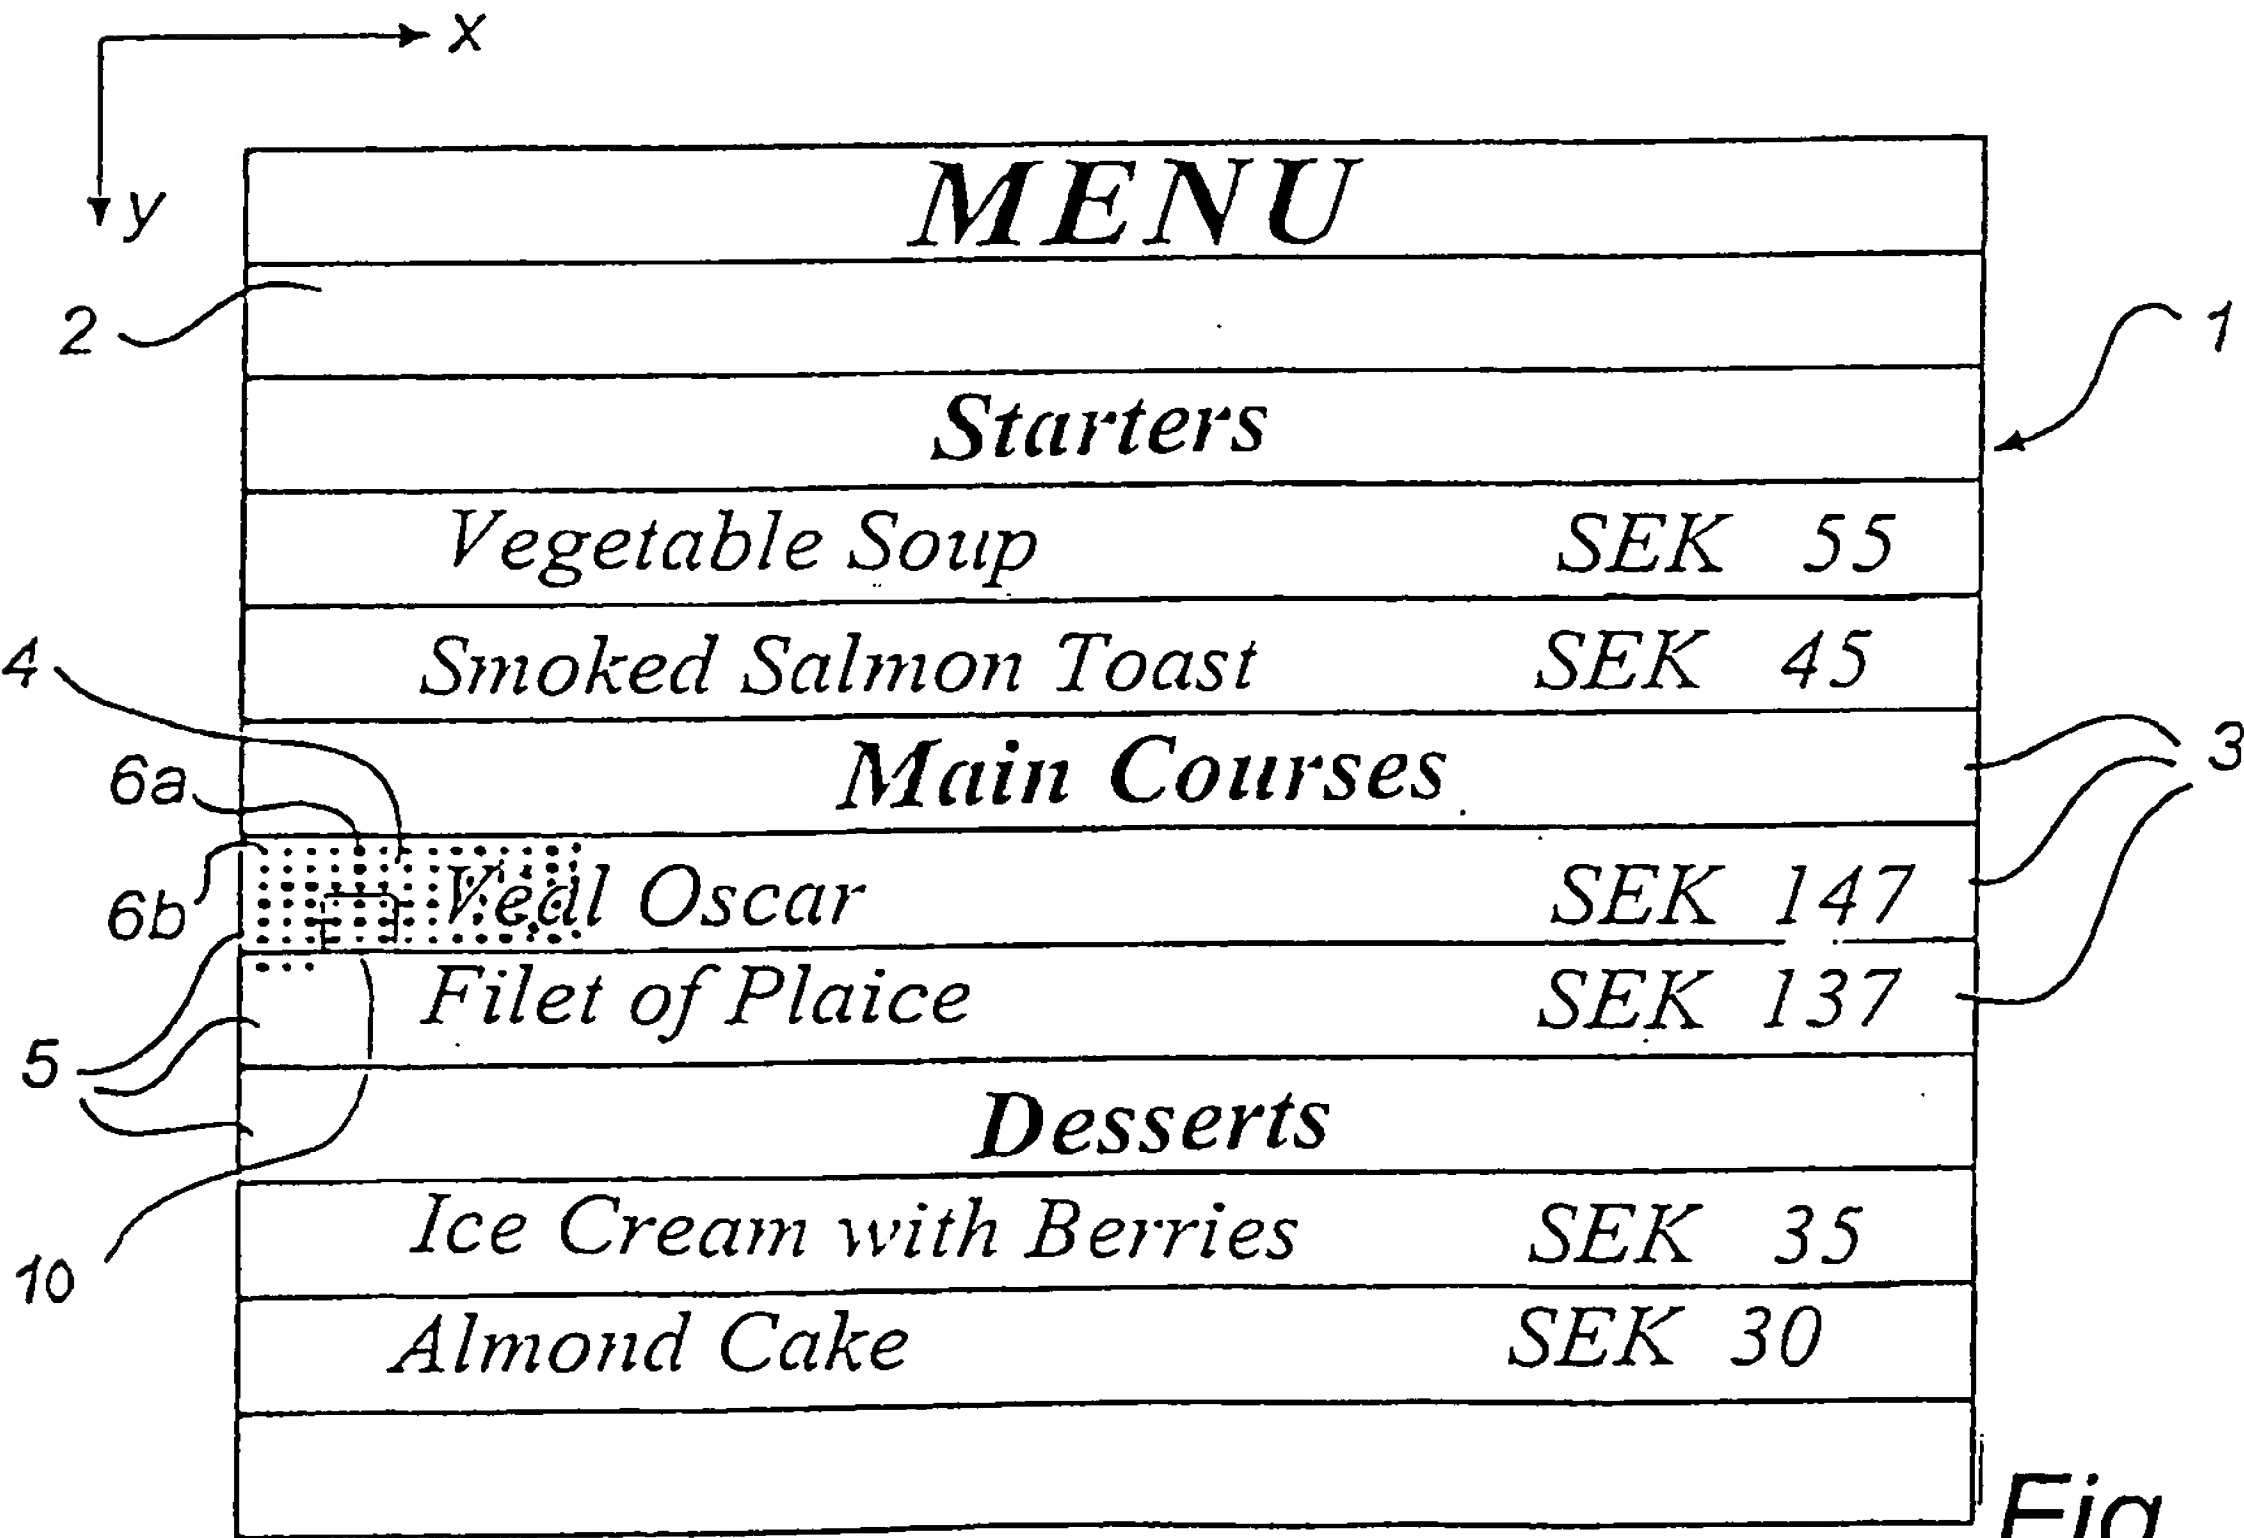 x
y
MENU
2
1
Starters
Vegetable Soup SEK 55
4
Smoked Salmon Toast SEK 45
6a
Main Courses
3
6b
Veal Oscar SEK 147
5
Filet of Plaice SEK 137
Desserts
10
Ice Cream with Berries SEK 35
Almond Cake SEK 30
Fig